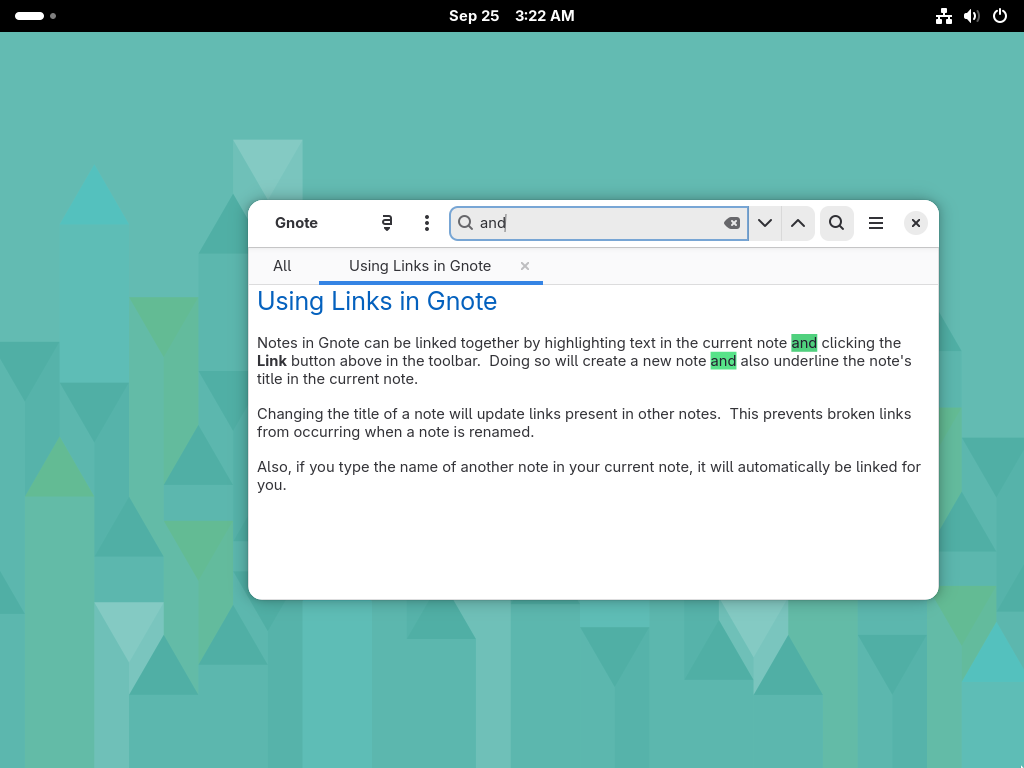 Sep 25 3:22 AM
Gnote
a
and
All
Using Links in Gnote
Using Links in Gnote
Notes in Gnote can be linked together by highlighting text in the current note and clicking the
Link button above in the toolbar.  Doing so will create a new note and also underline the note's
title in the current note.
Changing the title of a note will update links present in other notes.  This prevents broken links
from occurring when a note is renamed.
Also, if you type the name of another note in your current note, it will automatically be linked for
you.